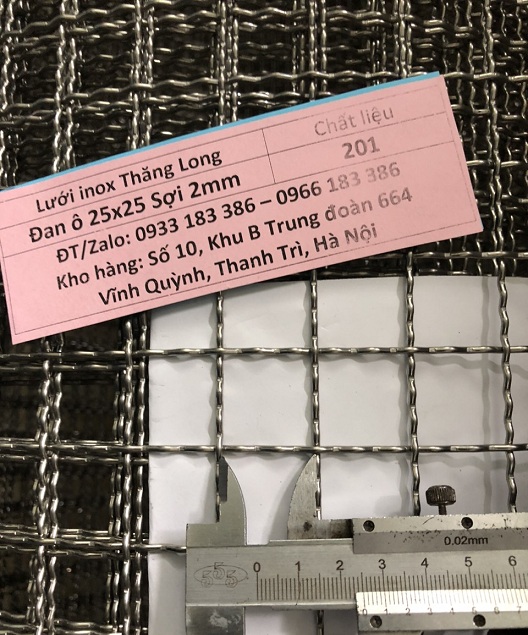 Lưới inox Thăng Long
Chất liệu
Đan ô 25x25 Sợi 2mm
201
ĐT/Zalo: 0933 183 386 – 0966 183 386
Kho hàng: Số 10, Khu B Trung đoàn 664
Vĩnh Quỳnh, Thanh Trì, Hà Nội
0.02mm
0 1 2 3 4 5 6